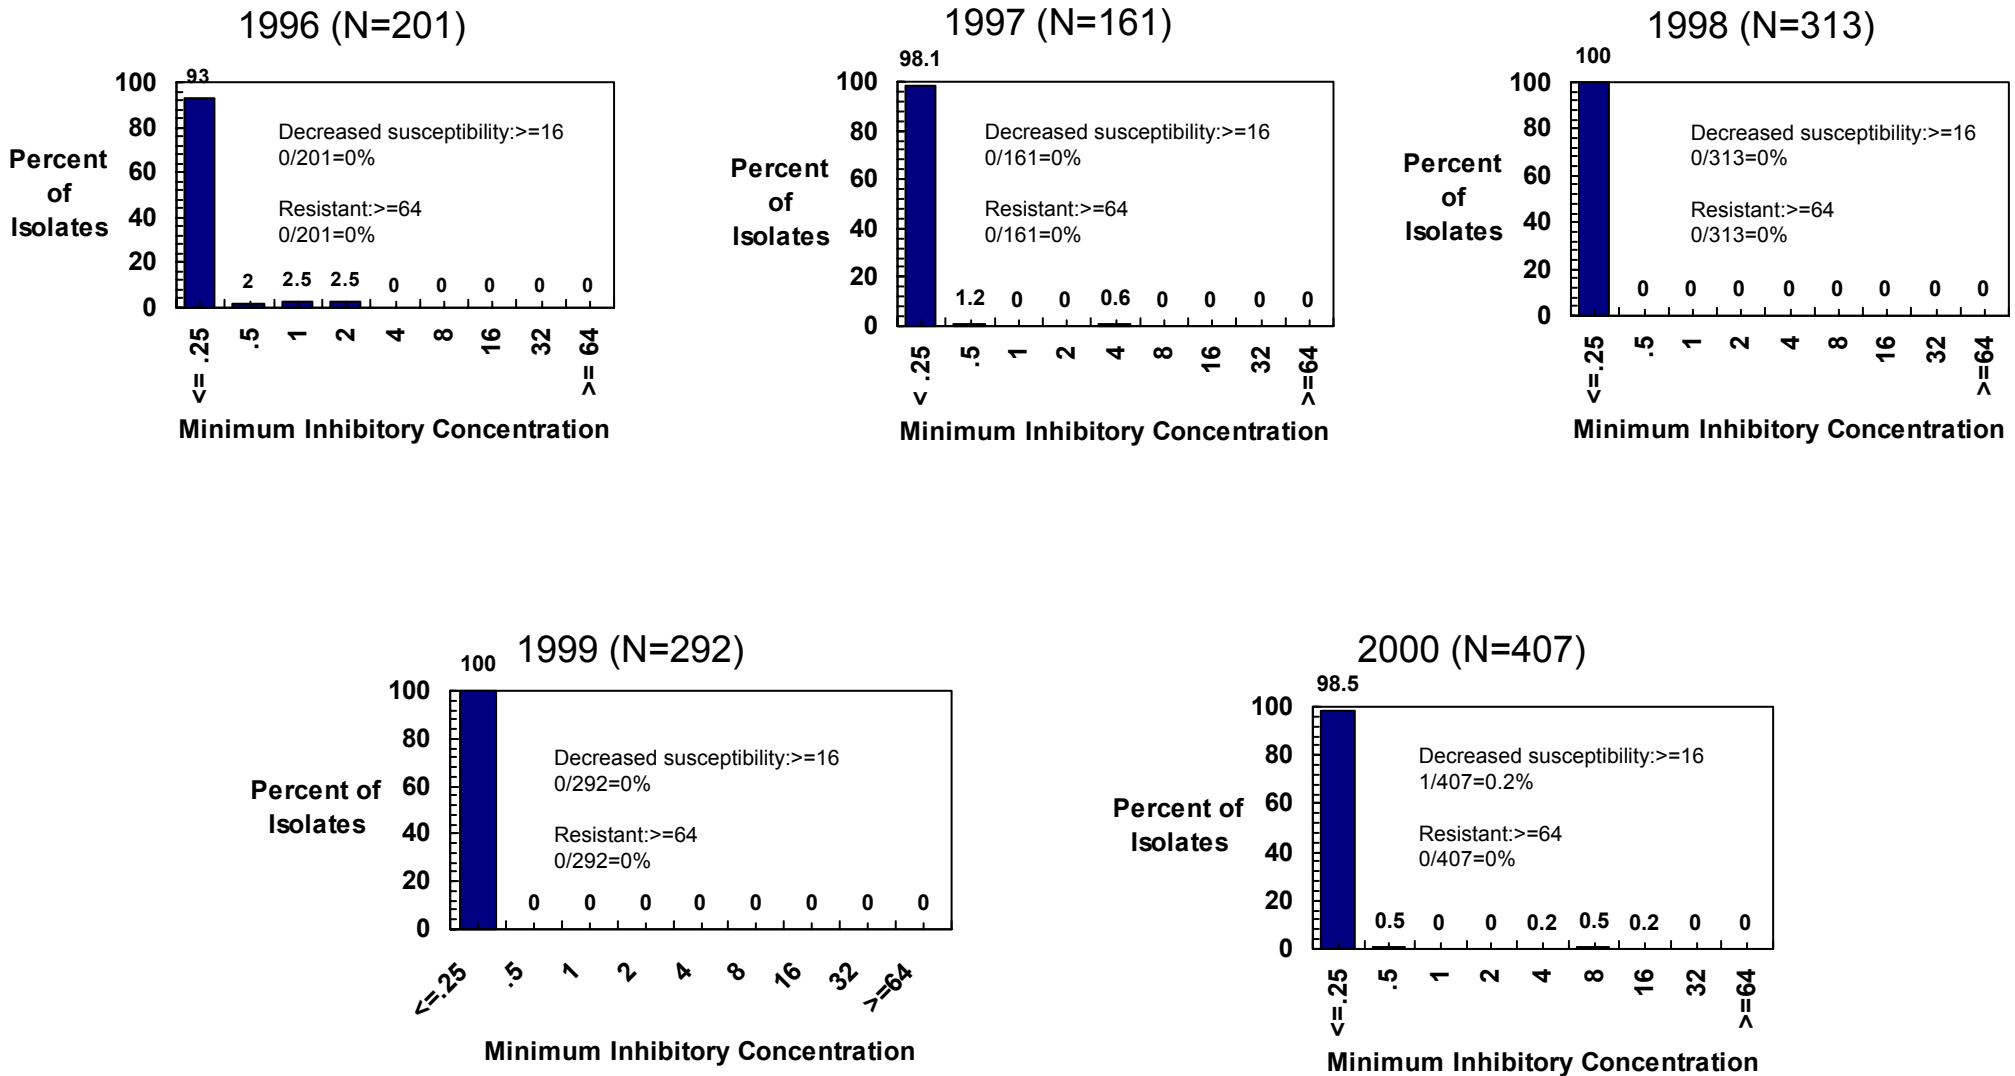 1996 (N=201)
93
100
80
60
40
20
0
Percent
of
Isolates
Decreased susceptibility:>=16
0/201=0%
Resistant:>=64
0/201=0%
2 2.5 2.5 0 0 0 0 0
<= .25 .5 1 2 4 8 16 32 >= 64
Minimum Inhibitory Concentration
1997 (N=161)
98.1
100
80
60
40
20
0
Percent
of
Isolates
Decreased susceptibility:>=16
0/161=0%
Resistant:>=64
0/161=0%
1.2 0 0 0.6 0 0 0 0
< .25 .5 1 2 4 8 16 32 >=64
Minimum Inhibitory Concentration
1998 (N=313)
100
100
80
60
40
20
0
Percent
of
Isolates
Decreased susceptibility:>=16
0/313=0%
Resistant:>=64
0/313=0%
0 0 0 0 0 0 0 0
<=.25 .5 1 2 4 8 16 32 >=64
Minimum Inhibitory Concentration
1999 (N=292)
100
100
80
60
40
20
0
Percent of
Isolates
Decreased susceptibility:>=16
0/292=0%
Resistant:>=64
0/292=0%
0 0 0 0 0 0 0 0
<=.25 .5 1 2 4 8 16 32 >=64
Minimum Inhibitory Concentration
2000 (N=407)
98.5
100
80
60
40
20
0
Percent of
Isolates
Decreased susceptibility:>=16
1/407=0.2%
Resistant:>=64
0/407=0%
0.5 0 0 0.2 0.5 0.2 0 0
<=.25 .5 1 2 4 8 16 32 >=64
Minimum Inhibitory Concentration